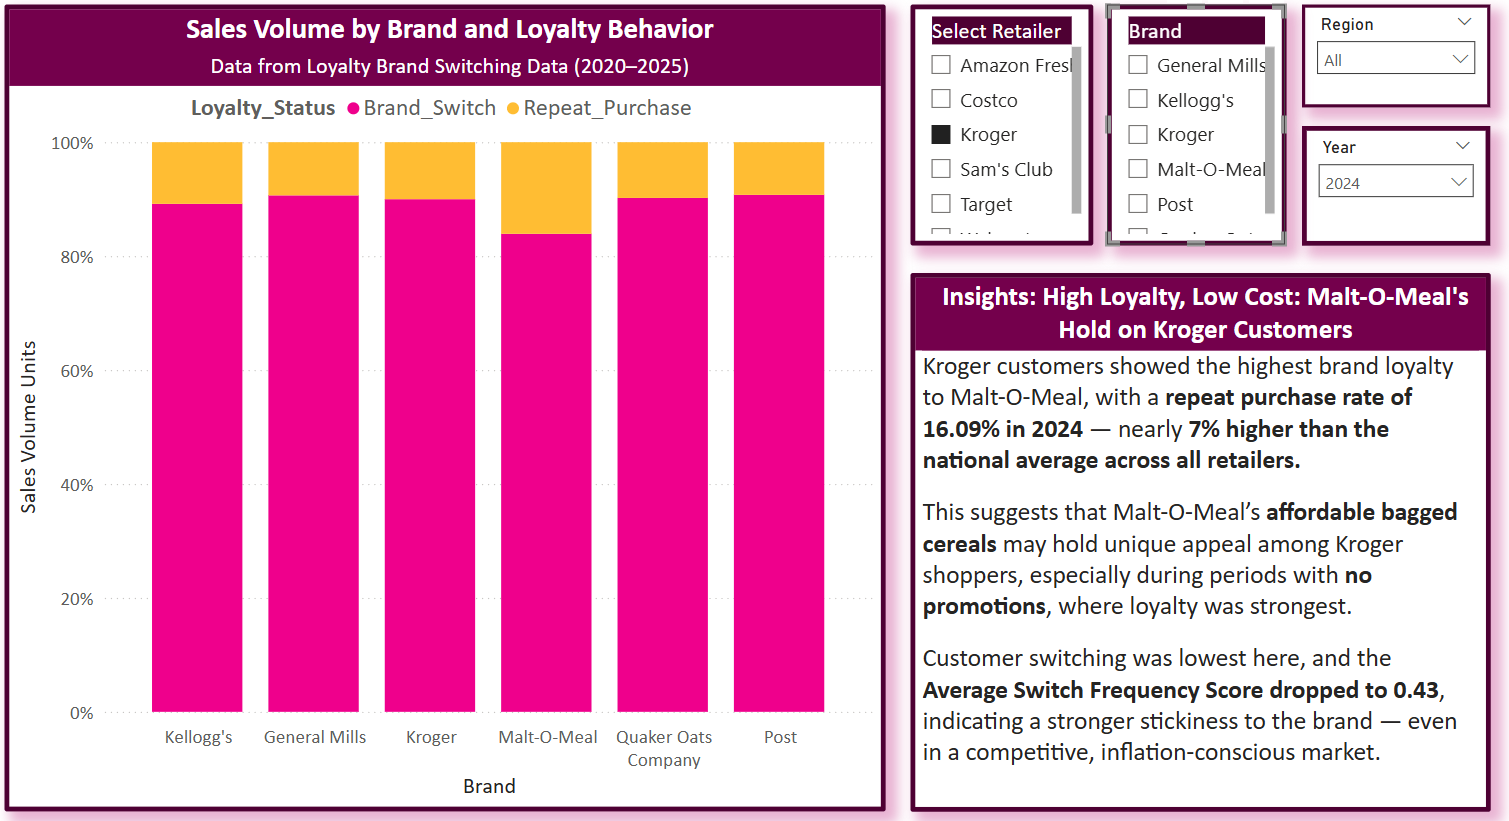 Sales Volume by Brand and Loyalty Behavior
Data from Loyalty Brand Switching Data (2020–2025)
Loyalty_Status Brand_Switch Repeat_Purchase
100%
80%
60%
40%
20%
0%
Sales Volume Units
Kellogg's
General Mills
Kroger
Malt-O-Meal
Quaker Oats
Company
Post
Brand
Select Retailer
Amazon Fresh
Costco
Kroger
Sam's Club
Target
Brand
General Mills
Kellogg's
Kroger
Malt-O-Meal
Post
Region
All
Year
2024
Insights: High Loyalty, Low Cost: Malt-O-Meal's
Hold on Kroger Customers
Kroger customers showed the highest brand loyalty
to Malt-O-Meal, with a repeat purchase rate of
16.09% in 2024 — nearly 7% higher than the
national average across all retailers.
This suggests that Malt-O-Meal’s affordable bagged
cereals may hold unique appeal among Kroger
shoppers, especially during periods with no
promotions, where loyalty was strongest.
Customer switching was lowest here, and the
Average Switch Frequency Score dropped to 0.43,
indicating a stronger stickiness to the brand — even
in a competitive, inflation-conscious market.